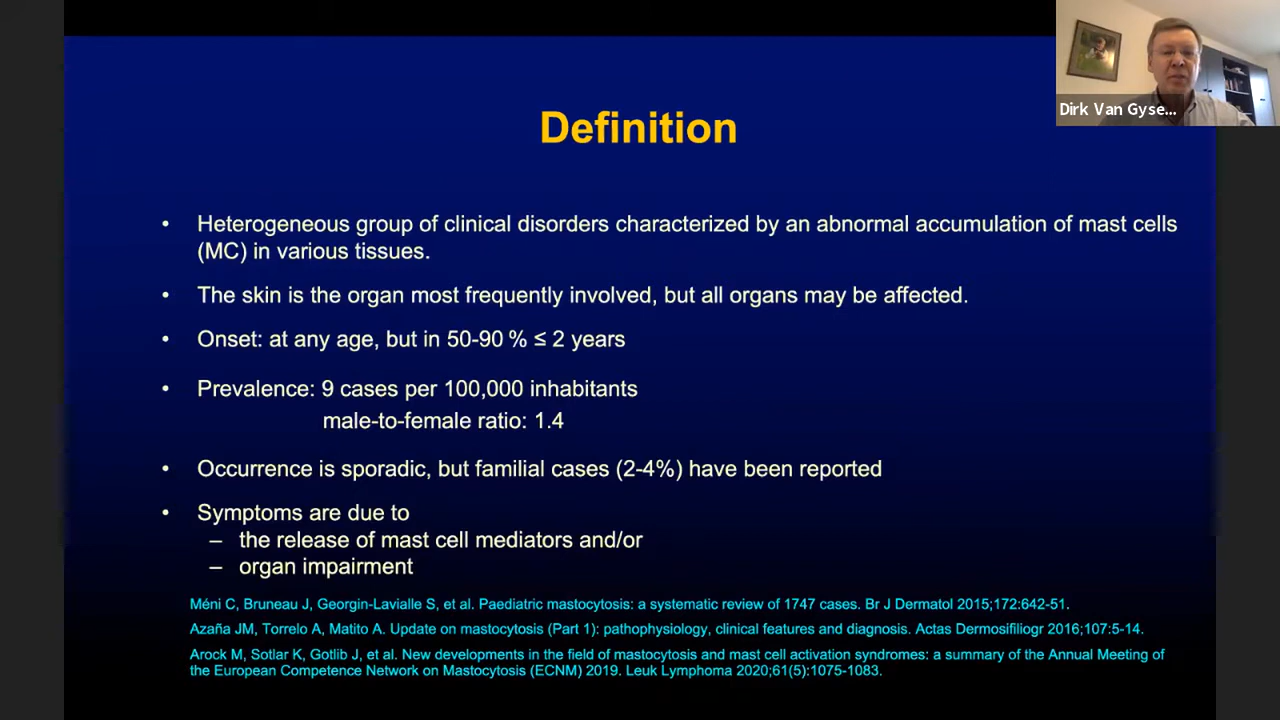 Dirk Van Gyse...
Definition
• Heterogeneous group of clinical disorders characterized by an abnormal accumulation of mast cells
(MC) in various tissues.
• The skin is the organ most frequently involved, but all organs may be affected.
• Onset: at any age, but in 50-90 % ≤ 2 years
• Prevalence: 9 cases per 100,000 inhabitants
male-to-female ratio: 1.4
• Occurrence is sporadic, but familial cases (2-4%) have been reported
• Symptoms are due to
– the release of mast cell mediators and/or
– organ impairment
Méni C, Bruneau J, Georgin-Lavialle S, et al. Paediatric mastocytosis: a systematic review of 1747 cases. Br J Dermatol 2015;172:642-51.
Azaña JM, Torrelo A, Matito A. Update on mastocytosis (Part 1): pathophysiology, clinical features and diagnosis. Actas Dermosifiliogr 2016;107:5-14.
Arock M, Sotlar K, Gotlib J, et al. New developments in the field of mastocytosis and mast cell activation syndromes: a summary of the Annual Meeting of
the European Competence Network on Mastocytosis (ECNM) 2019. Leuk Lymphoma 2020;61(5):1075-1083.